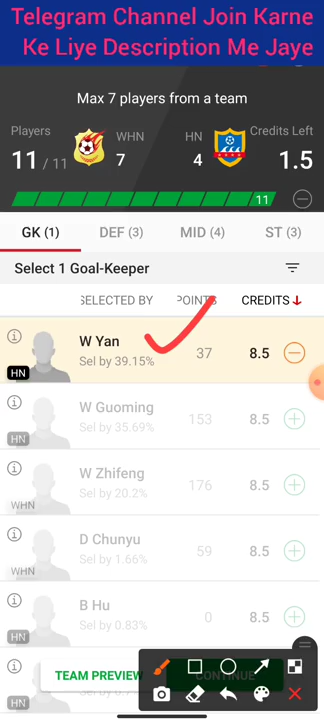 Telegram Channel Join Karne
Ke Liye Description Me Jaye
Max 7 players from a team
Players WHN HN Credits Left
11 / 11 7 4 1.5
11
GK (1) DEF (3) MID (4) ST (3)
Select 1 Goal-Keeper
SELECTED BY POINTS CREDITS
W Yan
Sel by 39.15% 37 8.5
HN
W Guoming
Sel by 35.69% 153 8.5
HN
W Zhifeng
Sel by 20.2% 176 8.5
WHN
D Chunyu
Sel by 1.66% 59 8.5
WHN
B Hu
Sel by 0.83% 0 8.5
HN
TEAM PREVIEW CONTINUE
HN